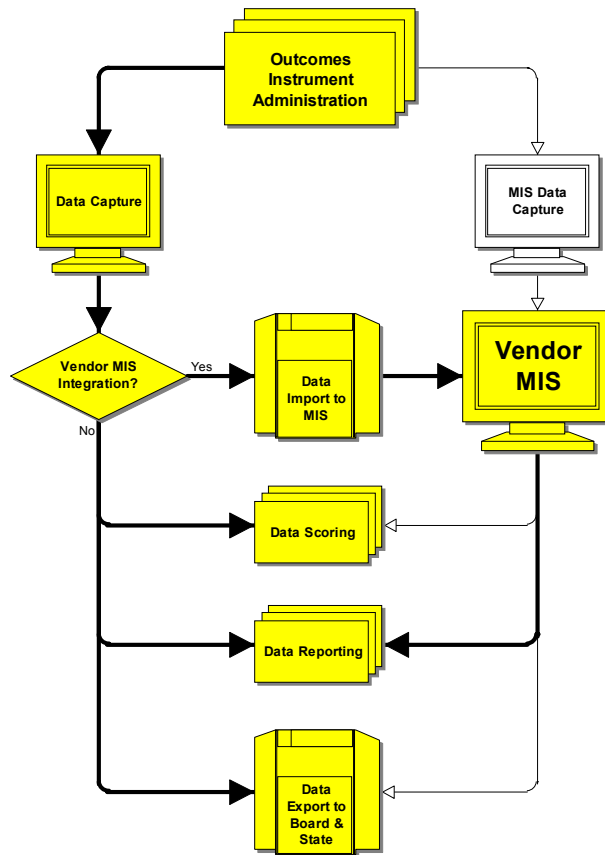 Outcomes
Instrument
Administration
Data Capture
MIS Data
Capture
Vendor MIS
Integration?
Yes
No
Data
Import to
MIS
Vendor
MIS
Data Scoring
Data Reporting
Data
Export to
Board &
State